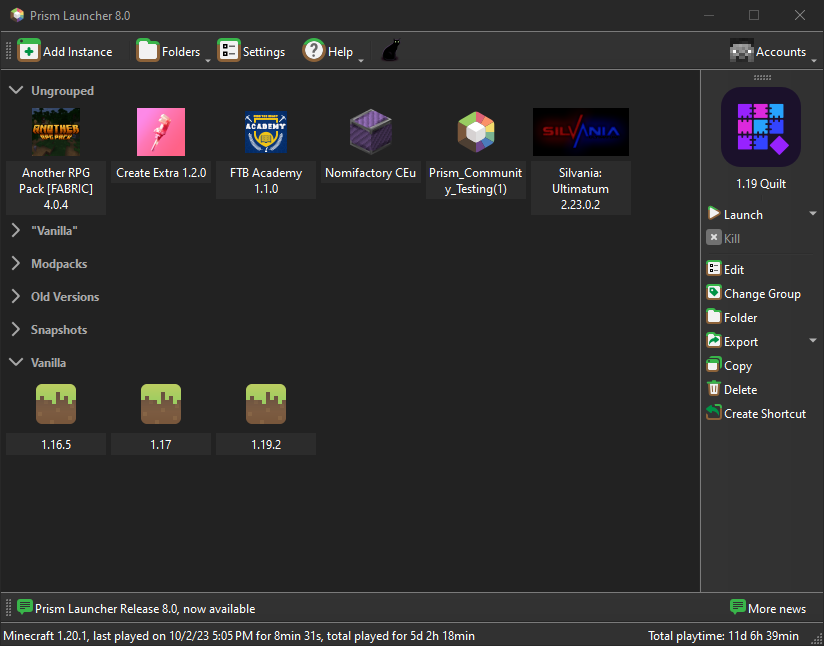 Prism Launcher 8.0
Add Instance
Folders
Settings
Help
Accounts
Ungrouped
ANOTHER
RPG PACK
ACADEMY
SILVANIA
Another RPG
Pack [FABRIC]
4.0.4
Create Extra 1.2.0
FTB Academy
1.1.0
Nomifactory CEu
Prism_Communit
y_Testing(1)
Silvania:
Ultimatum
2.23.0.2
"Vanilla"
Modpacks
Old Versions
Snapshots
Vanilla
1.16.5
1.17
1.19.2
1.19 Quilt
Launch
Kill
Edit
Change Group
Folder
Export
Copy
Delete
Create Shortcut
Prism Launcher Release 8.0, now available
More news
Minecraft 1.20.1, last played on 10/2/23 5:05 PM for 8min 31s, total played for 5d 2h 18min
Total playtime: 11d 6h 39min